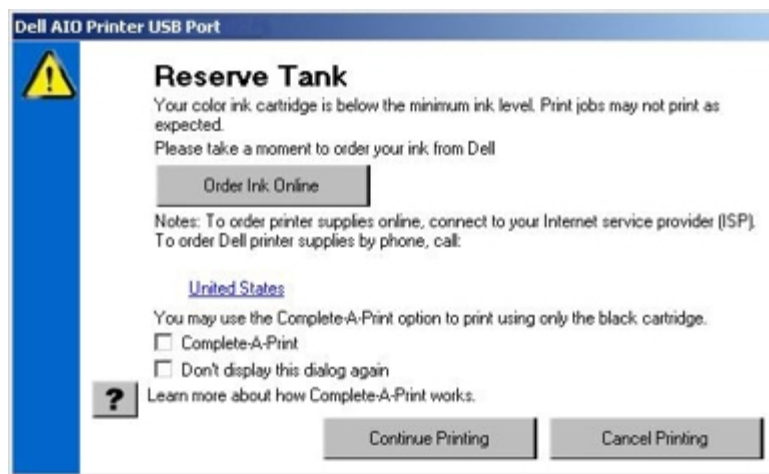 Dell AIO Printer USB Port
Reserve Tank
Your color ink cartridge is below the minimum ink level. Print jobs may not print as
expected.
Please take a moment to order your ink from Dell
Order Ink Online
Notes: To order printer supplies online, connect to your Internet service provider (ISP).
To order Dell printer supplies by phone, call:
United States
You may use the Complete-A-Print option to print using only the black cartridge.
Complete-A-Print
Don't display this dialog again
? Learn more about how Complete-A-Print works.
Continue Printing Cancel Printing